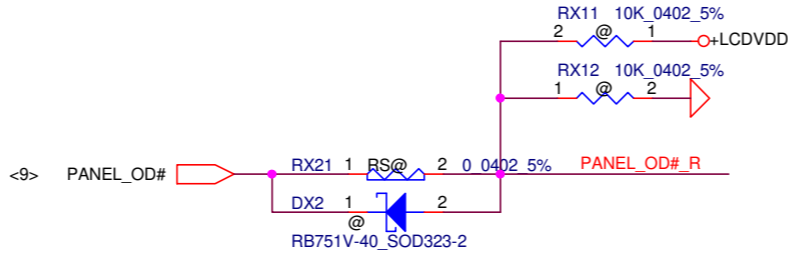 RX11 10K_0402_5%
2 @ 1 +LCDVDD
RX12 10K_0402_5%
1 @ 2
<9> PANEL_OD# RX21 1 RS@ 2 0_0402_5% PANEL_OD#_R
DX2 1 2
@
RB751V-40_SOD323-2